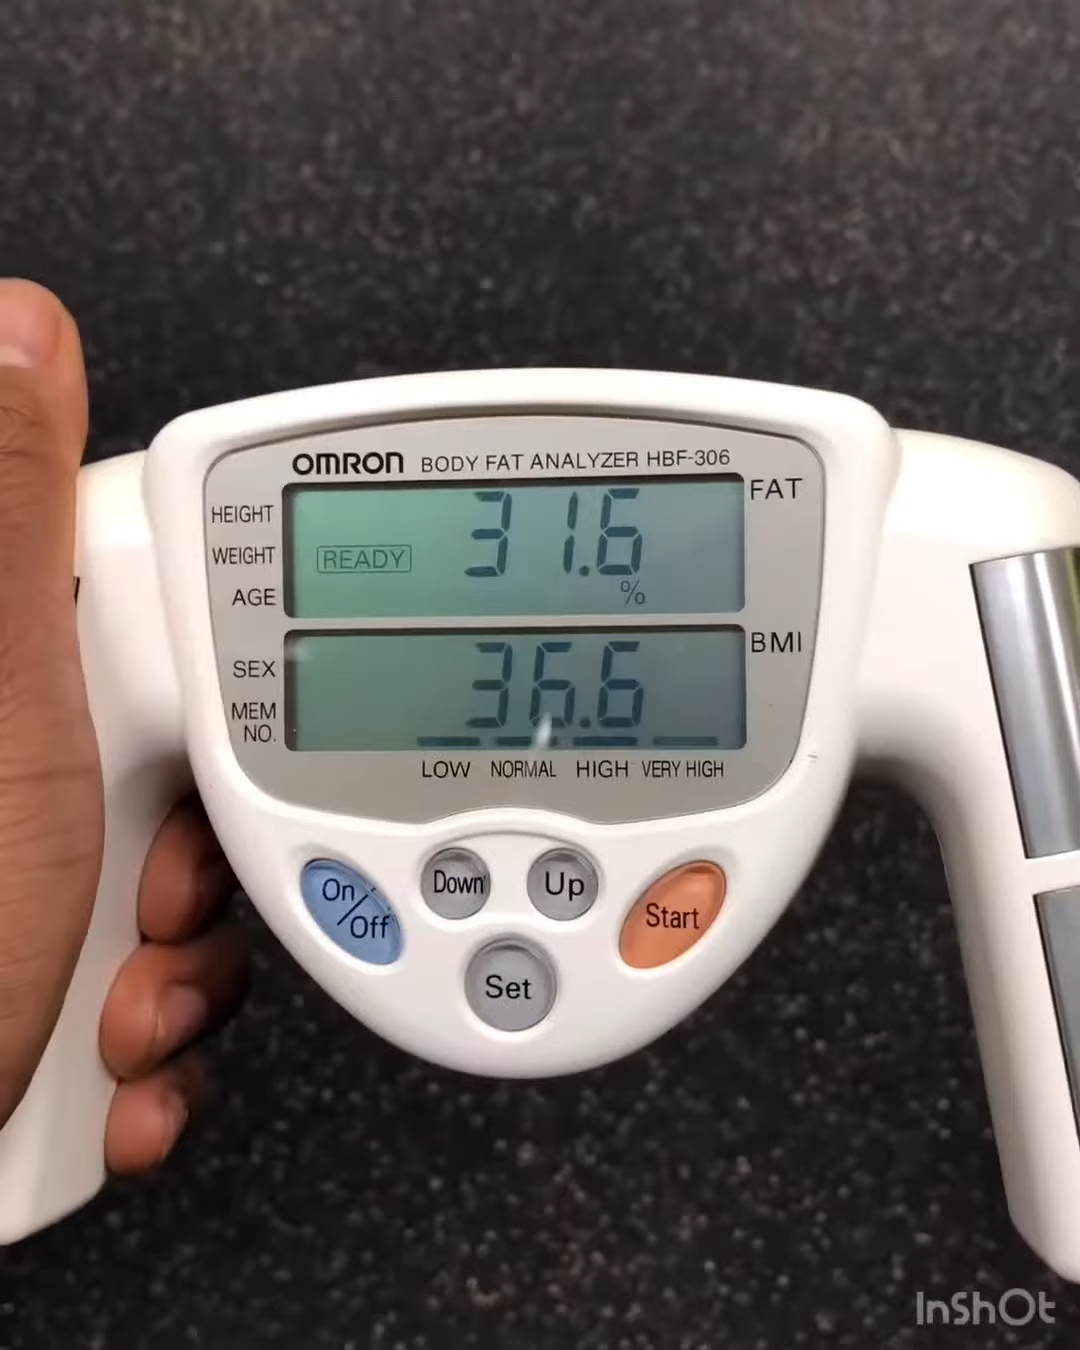 OMRON BODY FAT ANALYZER HBF-306
HEIGHT
WEIGHT
AGE
READY
31.6
%
FAT
SEX
MEM
NO.
36.6
BMI
LOW NORMAL HIGH VERY HIGH
On/Off
Down
Up
Start
Set
InShOt